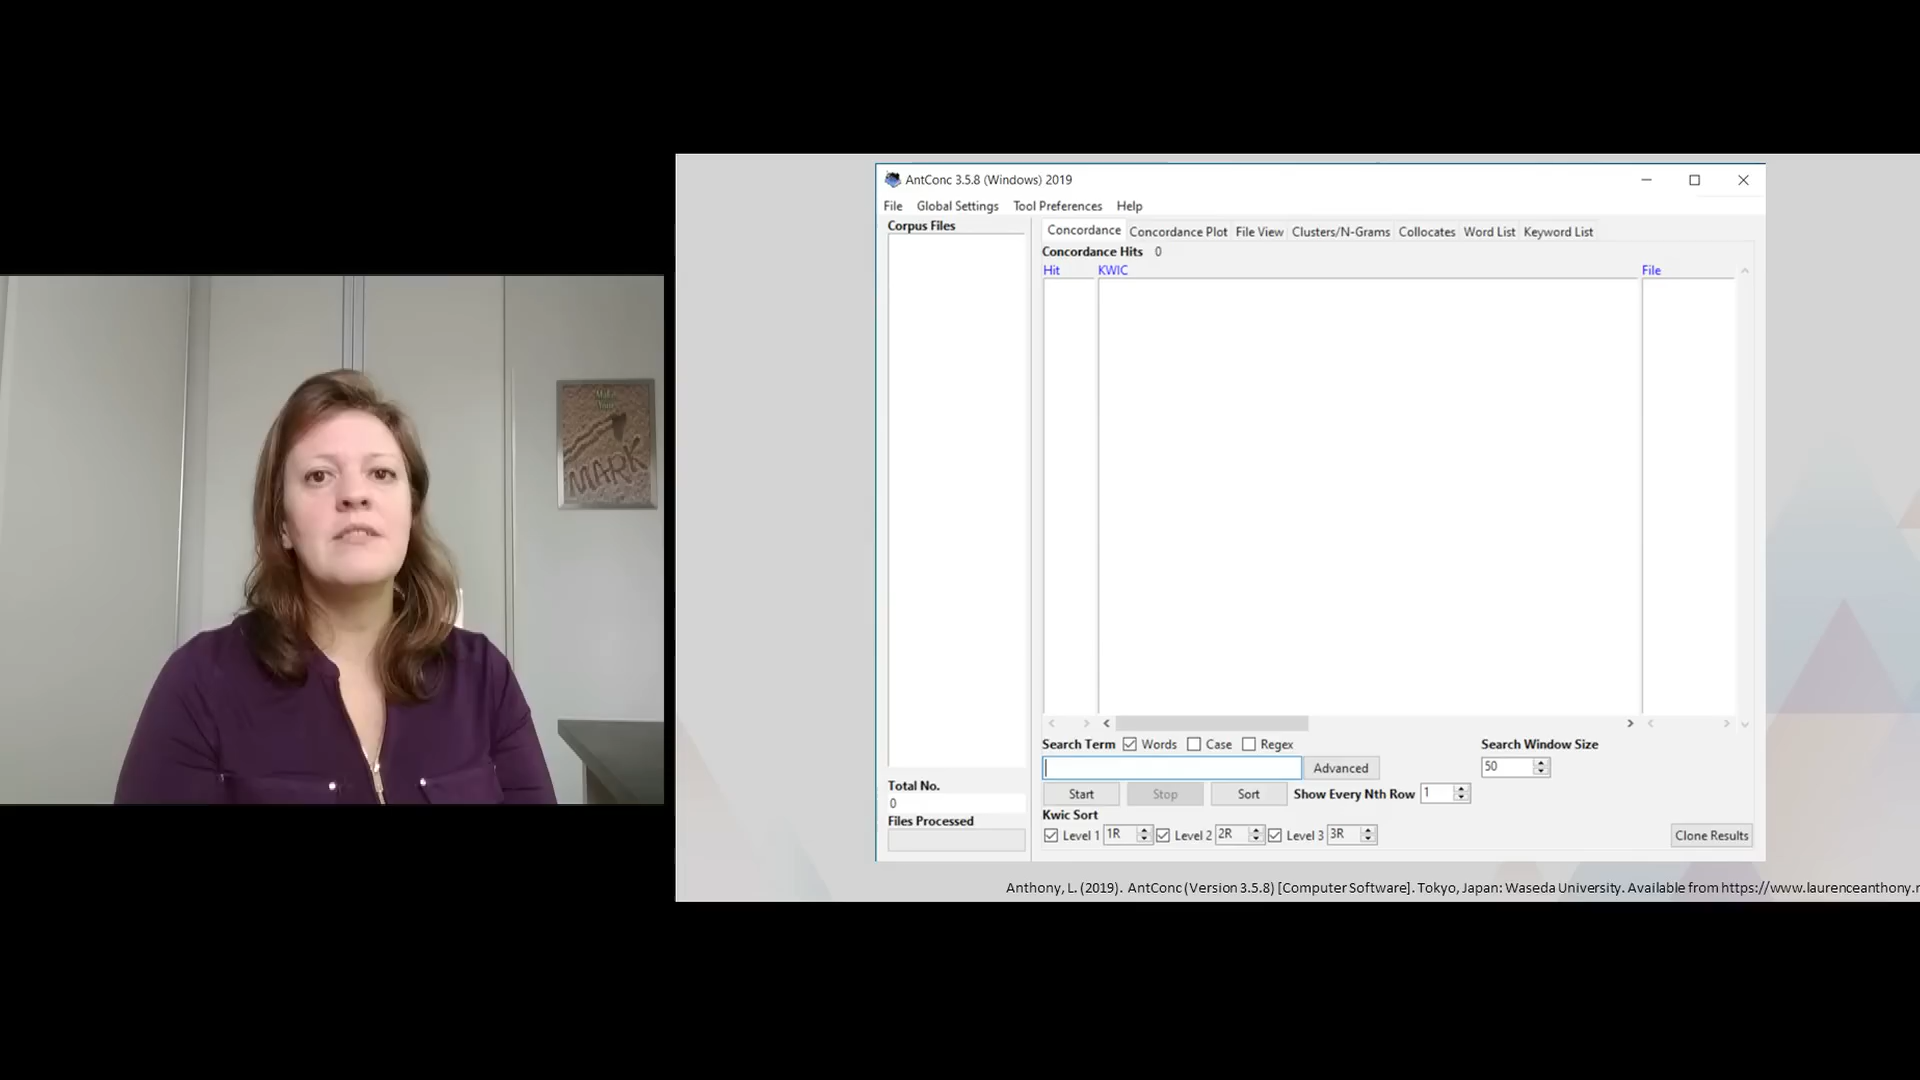 Make
Your
MARK
AntConc 3.5.8 (Windows) 2019
File Global Settings Tool Preferences Help
Corpus Files
Concordance Concordance Plot File View Clusters/N-Grams Collocates Word List Keyword List
Concordance Hits 0
Hit KWIC File
Search Term Words Case Regex Search Window Size
Advanced 50
Total No.
0
Start Stop Sort Show Every Nth Row 1
Files Processed
Kwic Sort
Level 1 1R Level 2 2R Level 3 3R Clone Results
Anthony, L. (2019). AntConc (Version 3.5.8) [Computer Software]. Tokyo, Japan: Waseda University. Available from https://www.laurenceanthony.